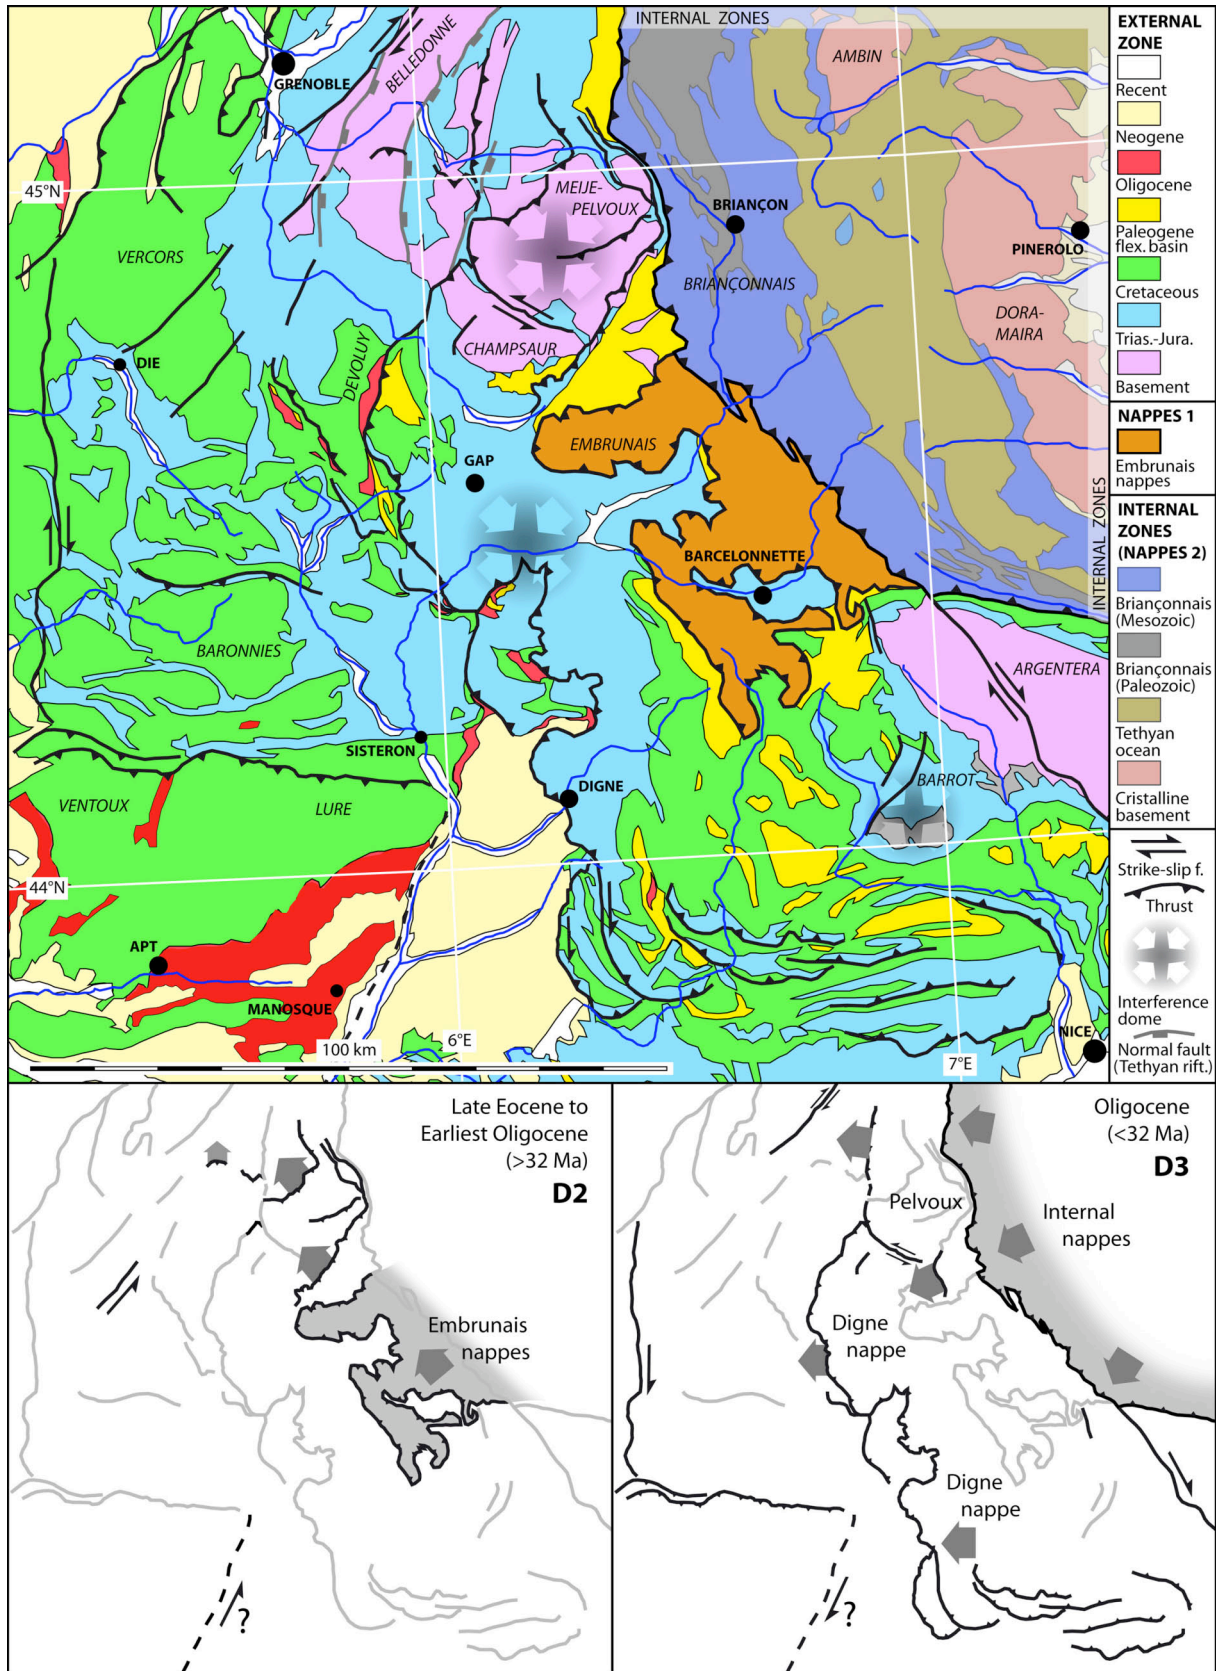 INTERNAL ZONES
GRENOBLE
BELLEDONNE
AMBIN
45°N
MEIJE-
PELVOUX
BRIANÇON
PINEROLO
VERCORS
BRIANÇONNAIS
DORA-
MAIRA
DIE
DEVOLUY
CHAMPSAUR
EMBRUNAIS
GAP
INTERNAL ZONES
BARCELONNETTE
BARONNIES
ARGENTERA
SISTERON
BARROT
DIGNE
VENTOUX
LURE
44°N
APT
MANOSQUE
NICE
6°E
7°E
100 km
EXTERNAL
ZONE
Recent
Neogene
Oligocene
Paleogene
flex. basin
Cretaceous
Trias.-Jura.
Basement
NAPPES 1
Embrunais
nappes
INTERNAL
ZONES
(NAPPES 2)
Briançonnais
(Mesozoic)
Briançonnais
(Paleozoic)
Tethyan
ocean
Cristalline
basement
Strike-slip f.
Thrust
Interference
dome
Normal fault
(Tethyan rift.)
Late Eocene to
Earliest Oligocene
(>32 Ma)
D2
Embrunais
nappes
?
Oligocene
(<32 Ma)
D3
Pelvoux
Internal
nappes
Digne
nappe
Digne
nappe
?